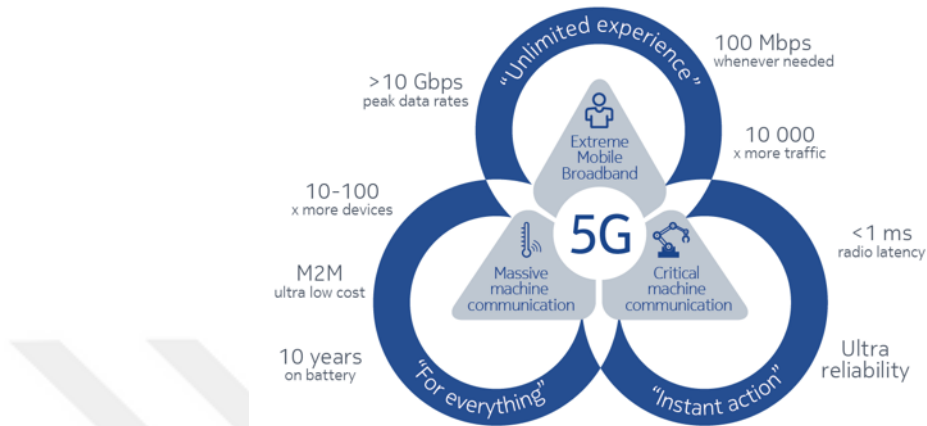 "Unlimited experience"
100 Mbps
whenever needed
>10 Gbps
peak data rates
10 000
x more traffic
Extreme
Mobile
Broadband
10-100
x more devices
5G
<1 ms
radio latency
M2M
ultra low cost
Massive
machine
communication
Critical
machine
communication
10 years
on battery
Ultra
reliability
"For everything"
"Instant action"